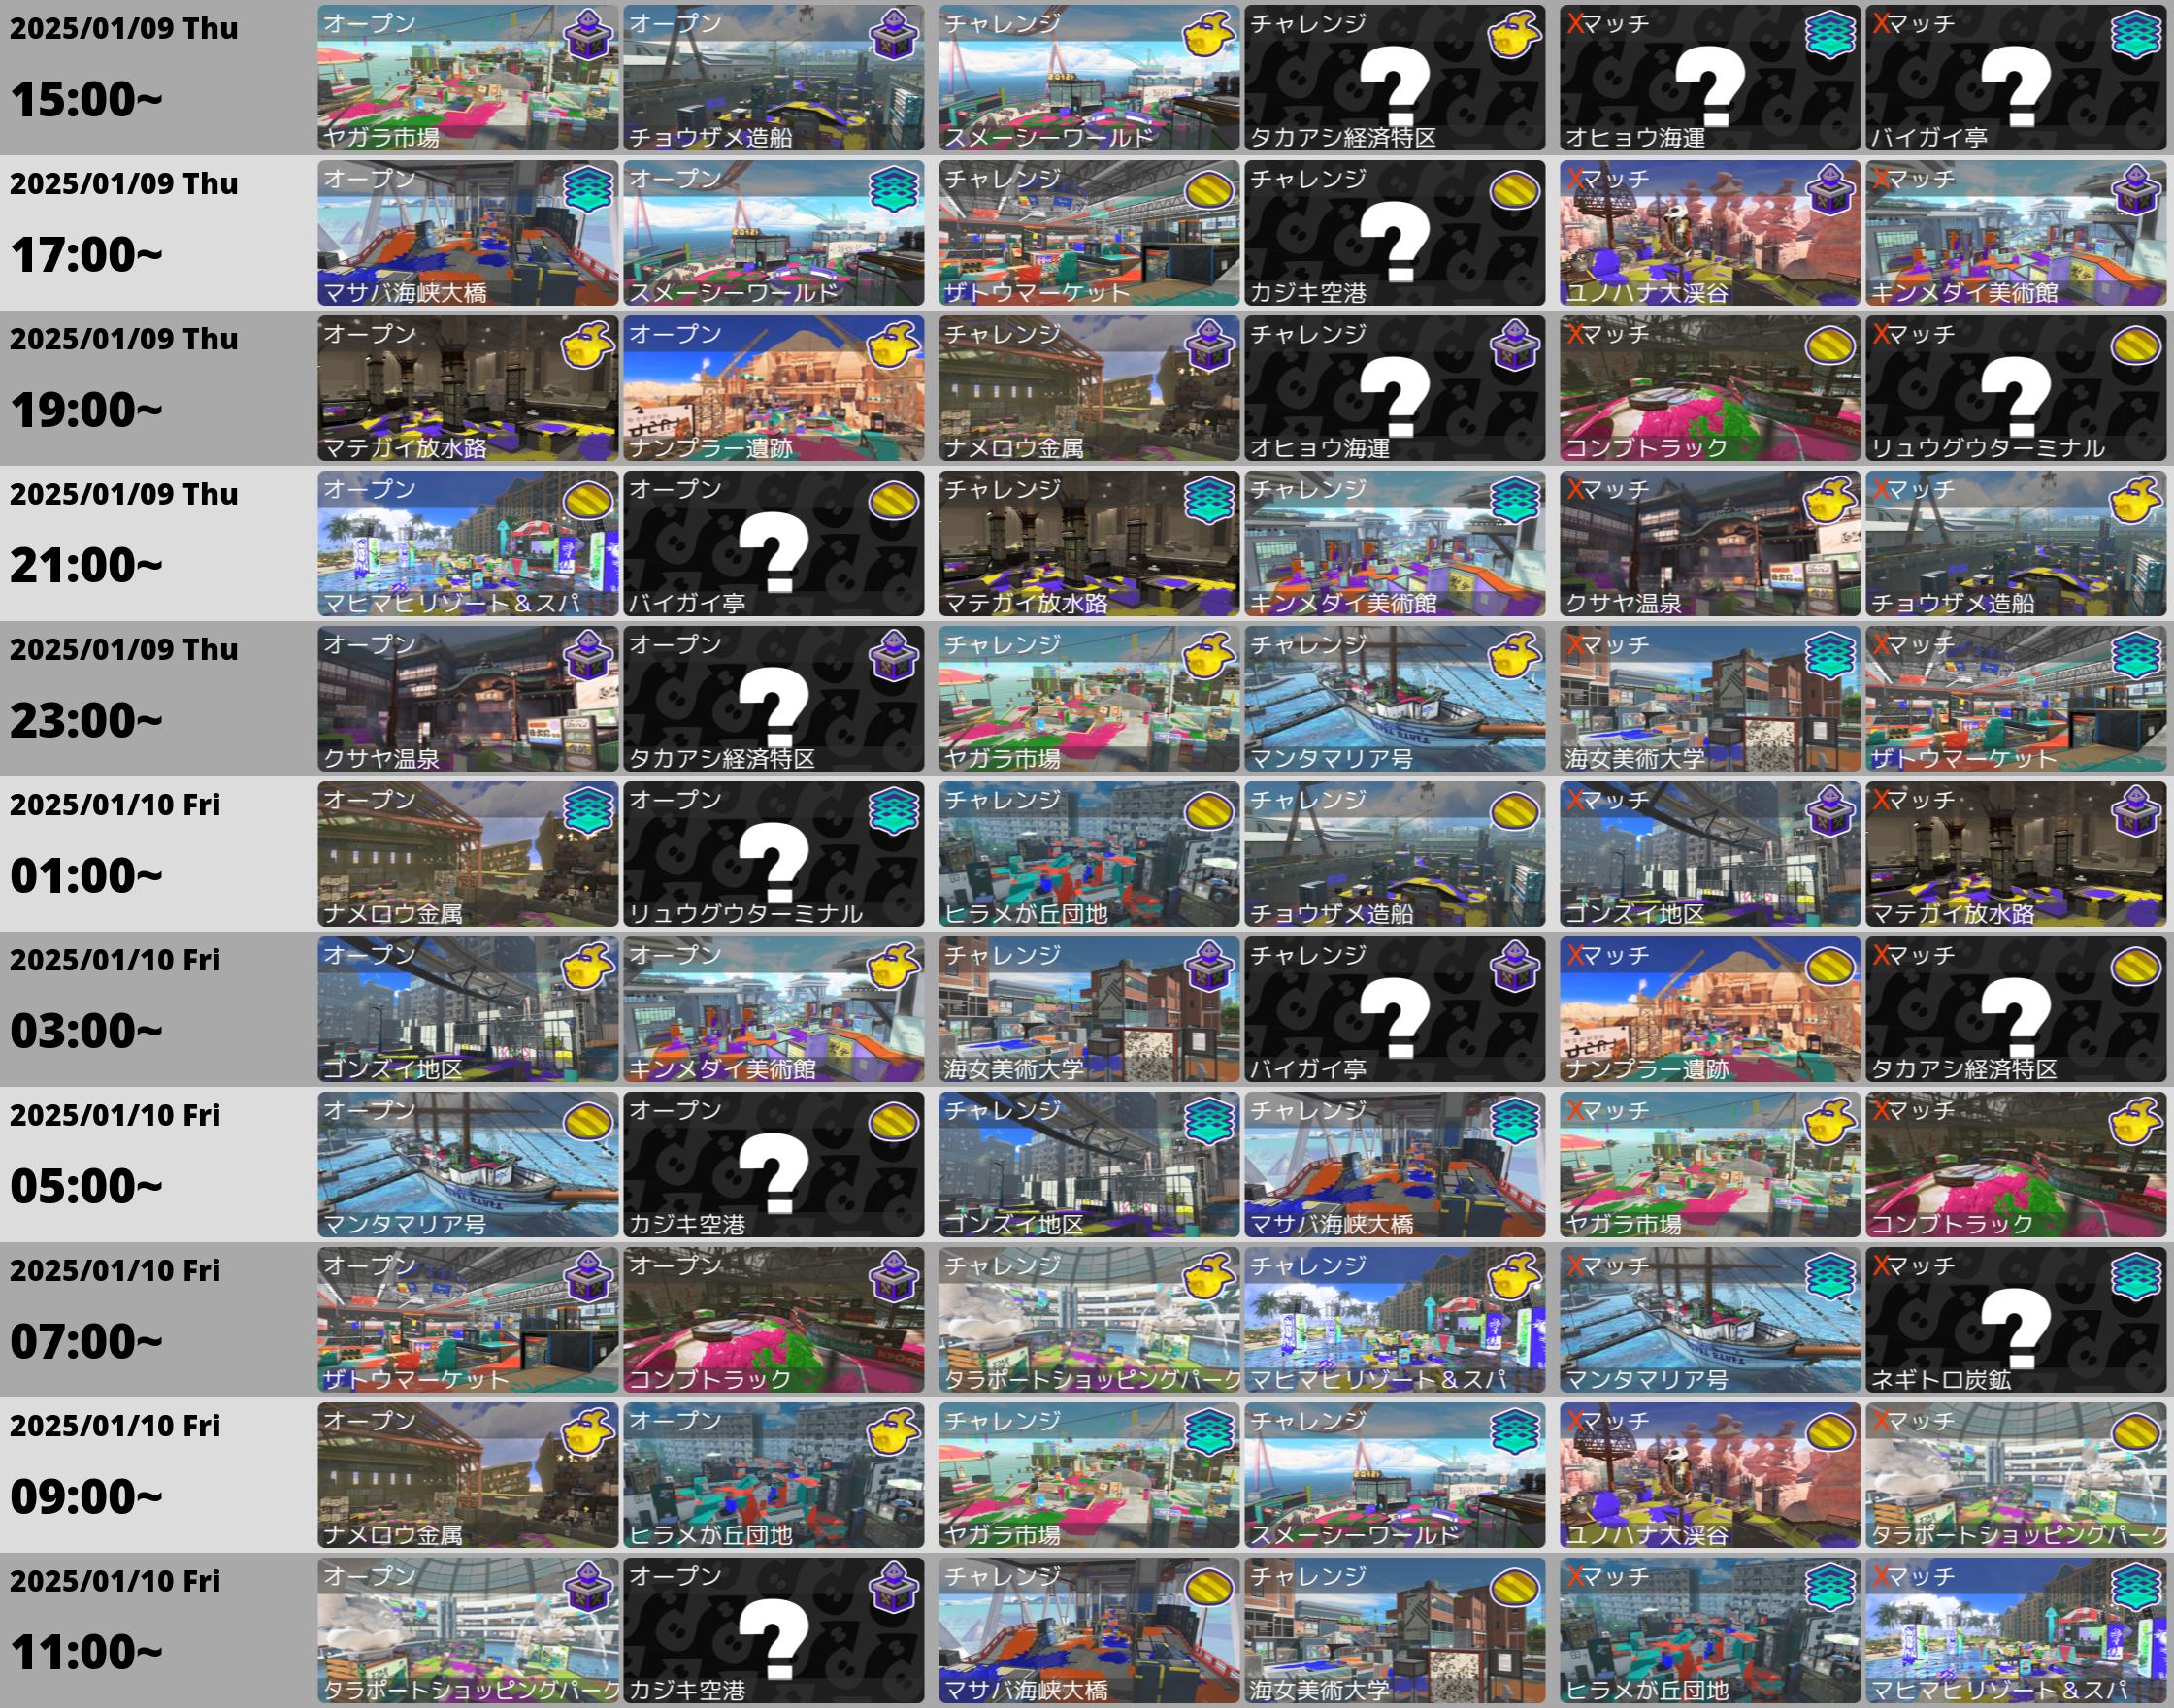 2025/01/09 Thu
15:00~
オープン
ヤガラ市場
オープン
チョウザメ造船
チャレンジ
スメーシーワールド
チャレンジ
?
タカアシ経済特区
Xマッチ
?
オヒョウ海運
Xマッチ
?
バイガイ亭
2025/01/09 Thu
17:00~
オープン
マサバ海峡大橋
オープン
スメーシーワールド
チャレンジ
ザトウマーケット
チャレンジ
?
カジキ空港
Xマッチ
ユノハナ大渓谷
Xマッチ
キンメダイ美術館
2025/01/09 Thu
19:00~
オープン
マテガイ放水路
オープン
ナンプラー遺跡
チャレンジ
ナメロウ金属
チャレンジ
?
オヒョウ海運
Xマッチ
コンブトラック
Xマッチ
?
リュウグウターミナル
2025/01/09 Thu
21:00~
オープン
マヒマヒリゾート＆スパ
オープン
?
バイガイ亭
チャレンジ
マテガイ放水路
チャレンジ
キンメダイ美術館
Xマッチ
クサヤ温泉
Xマッチ
チョウザメ造船
2025/01/09 Thu
23:00~
オープン
クサヤ温泉
オープン
?
タカアシ経済特区
チャレンジ
ヤガラ市場
チャレンジ
マンタマリア号
Xマッチ
海女美術大学
Xマッチ
ザトウマーケット
2025/01/10 Fri
01:00~
オープン
ナメロウ金属
オープン
?
リュウグウターミナル
チャレンジ
ヒラメが丘団地
チャレンジ
チョウザメ造船
Xマッチ
ゴンズイ地区
Xマッチ
マテガイ放水路
2025/01/10 Fri
03:00~
オープン
ゴンズイ地区
オープン
キンメダイ美術館
チャレンジ
海女美術大学
チャレンジ
?
バイガイ亭
Xマッチ
ナンプラー遺跡
Xマッチ
?
タカアシ経済特区
2025/01/10 Fri
05:00~
オープン
マンタマリア号
オープン
?
カジキ空港
チャレンジ
ゴンズイ地区
チャレンジ
マサバ海峡大橋
Xマッチ
ヤガラ市場
Xマッチ
コンブトラック
2025/01/10 Fri
07:00~
オープン
ザトウマーケット
オープン
コンブトラック
チャレンジ
タラポートショッピングパーク
チャレンジ
マヒマヒリゾート＆スパ
Xマッチ
マンタマリア号
Xマッチ
?
ネギトロ炭鉱
2025/01/10 Fri
09:00~
オープン
ナメロウ金属
オープン
ヒラメが丘団地
チャレンジ
ヤガラ市場
チャレンジ
スメーシーワールド
Xマッチ
ユノハナ大渓谷
Xマッチ
タラポートショッピングパーク
2025/01/10 Fri
11:00~
オープン
タラポートショッピングパーク
オープン
?
カジキ空港
チャレンジ
マサバ海峡大橋
チャレンジ
海女美術大学
Xマッチ
ヒラメが丘団地
Xマッチ
マヒマヒリゾート＆スパ